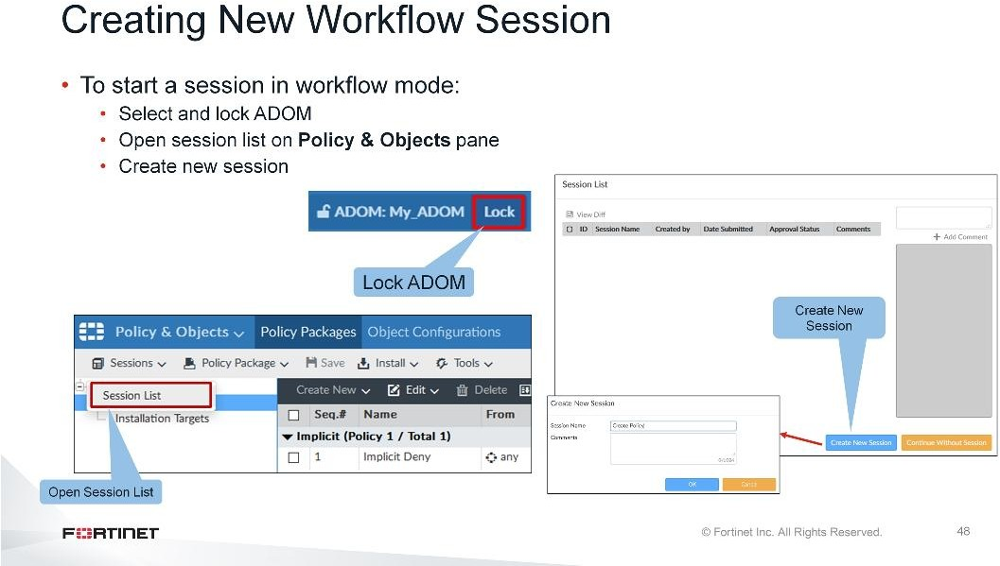 Creating New Workflow Session
• To start a session in workflow mode:
• Select and lock ADOM
• Open session list on Policy & Objects pane
• Create new session
ADOM: My_ADOM Lock
Lock ADOM
Policy & Objects Policy Packages Object Configurations
Sessions Policy Package Save Install Tools
Session List
Installation Targets
Create New Edit Delete
Seq.# Name From
Implicit (Policy 1 / Total 1)
1 Implicit Deny any
Open Session List
Session List
View Diff
ID Session Name Created by Date Submitted Approval Status Comments
+ Add Comment
Create New
Session
Create New Session Continue Without Session
Create New Session
Session Name Create Policy
Comments
0/1024
OK Cancel
FORTINET
© Fortinet Inc. All Rights Reserved.
48